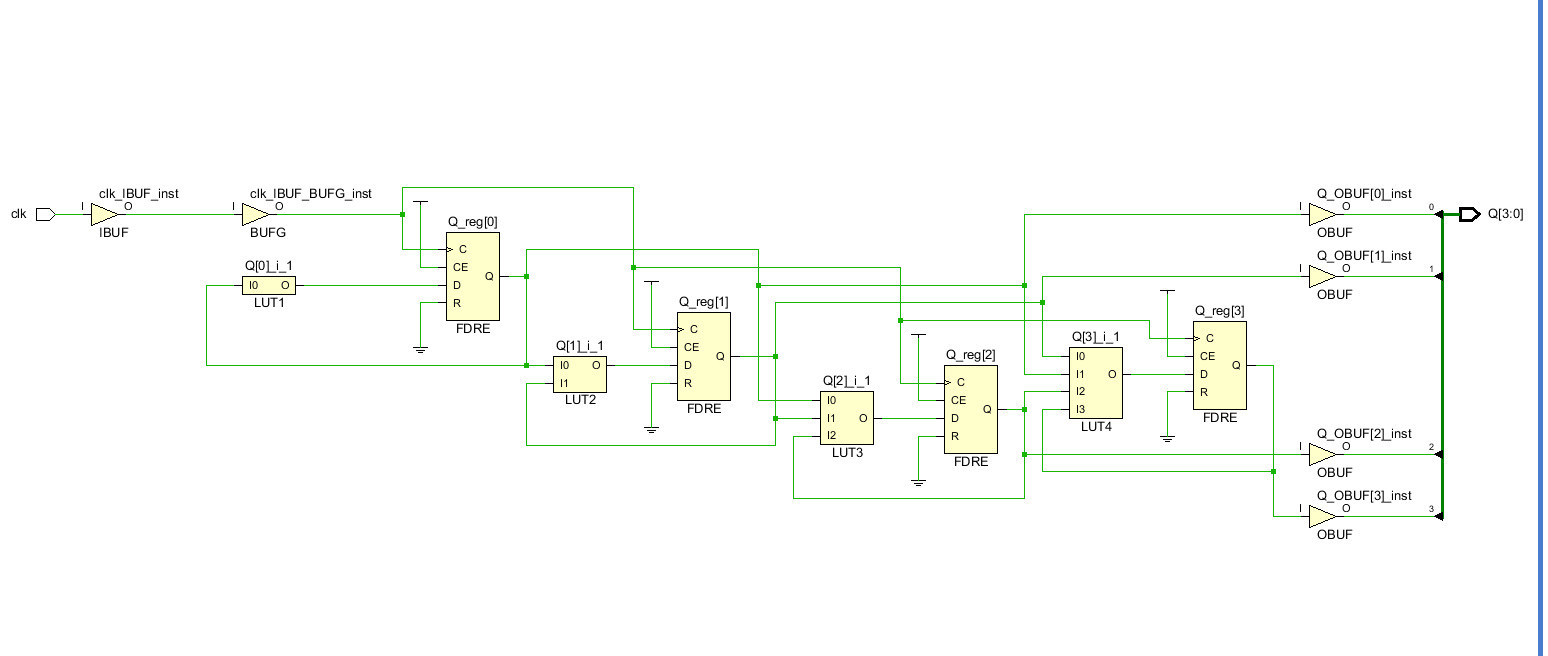 clk
clk_IBUF_inst
I
O
IBUF
clk_IBUF_BUFG_inst
I
O
BUFG
Q[0]_i_1
I0
O
LUT1
Q_reg[0]
C
CE
D
R
Q
FDRE
Q[1]_i_1
I0
I1
O
LUT2
Q_reg[1]
C
CE
D
R
Q
FDRE
Q[2]_i_1
I0
I1
I2
O
LUT3
Q_reg[2]
C
CE
D
R
Q
FDRE
Q[3]_i_1
I0
I1
I2
I3
O
LUT4
Q_reg[3]
C
CE
D
R
Q
FDRE
Q_OBUF[0]_inst
I
O
OBUF
0
Q_OBUF[1]_inst
I
O
OBUF
1
Q_OBUF[2]_inst
I
O
OBUF
2
Q_OBUF[3]_inst
I
O
OBUF
3
Q[3:0]